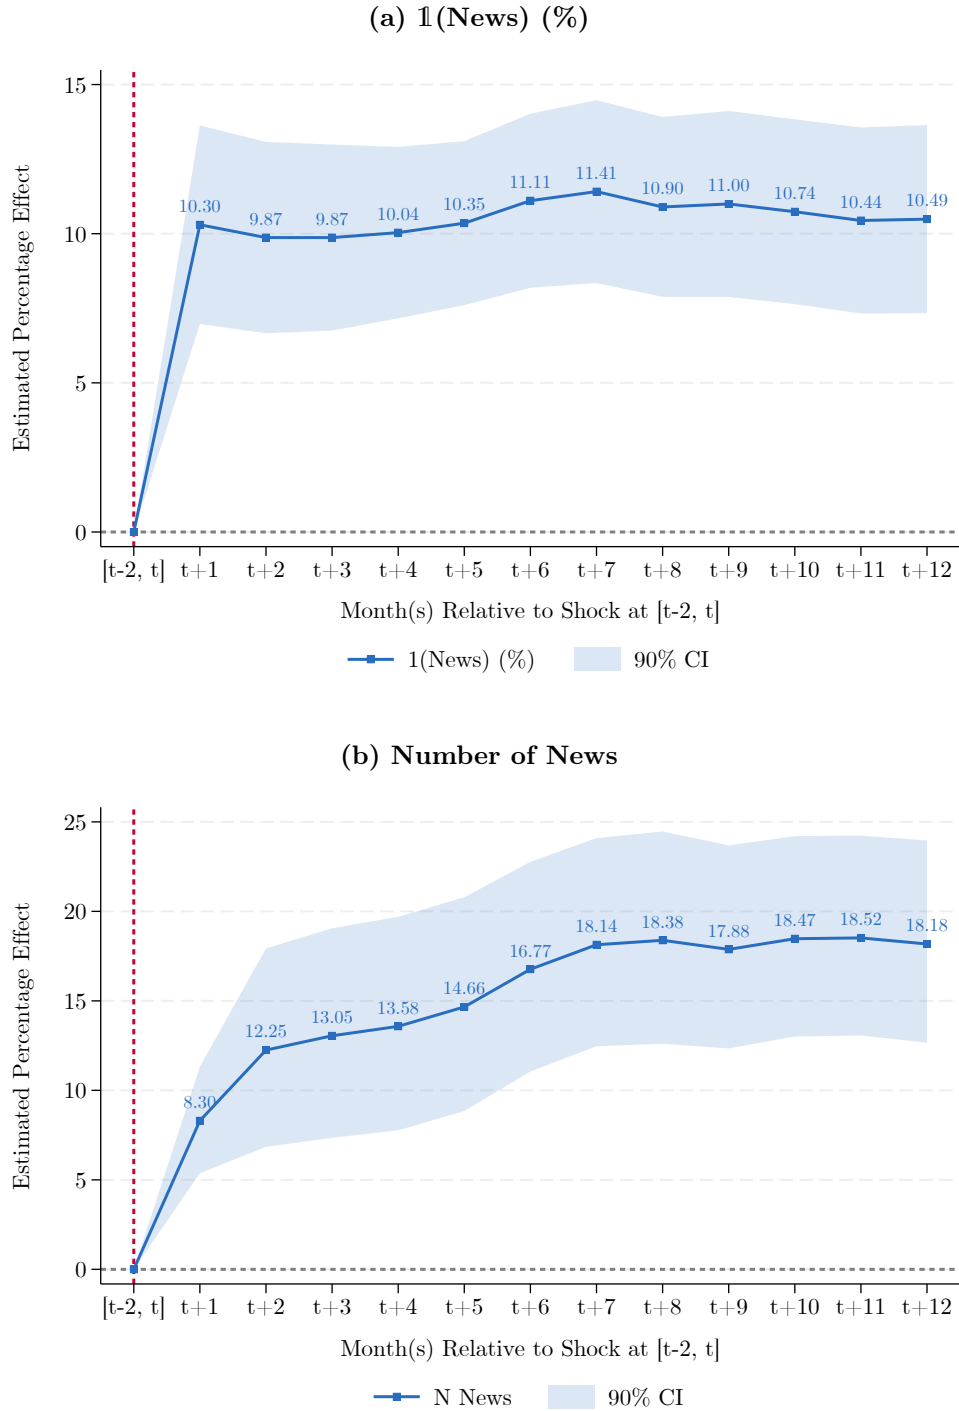 (a) 𝟙(News) (%)
Estimated Percentage Effect
15
10
5
0
10.30 9.87 9.87 10.04 10.35 11.11 11.41 10.90 11.00 10.74 10.44 10.49
[t-2, t] t+1 t+2 t+3 t+4 t+5 t+6 t+7 t+8 t+9 t+10 t+11 t+12
Month(s) Relative to Shock at [t-2, t]
1(News) (%) 90% CI
(b) Number of News
Estimated Percentage Effect
25
20
15
10
5
0
8.30 12.25 13.05 13.58 14.66 16.77 18.14 18.38 17.88 18.47 18.52 18.18
[t-2, t] t+1 t+2 t+3 t+4 t+5 t+6 t+7 t+8 t+9 t+10 t+11 t+12
Month(s) Relative to Shock at [t-2, t]
N News 90% CI